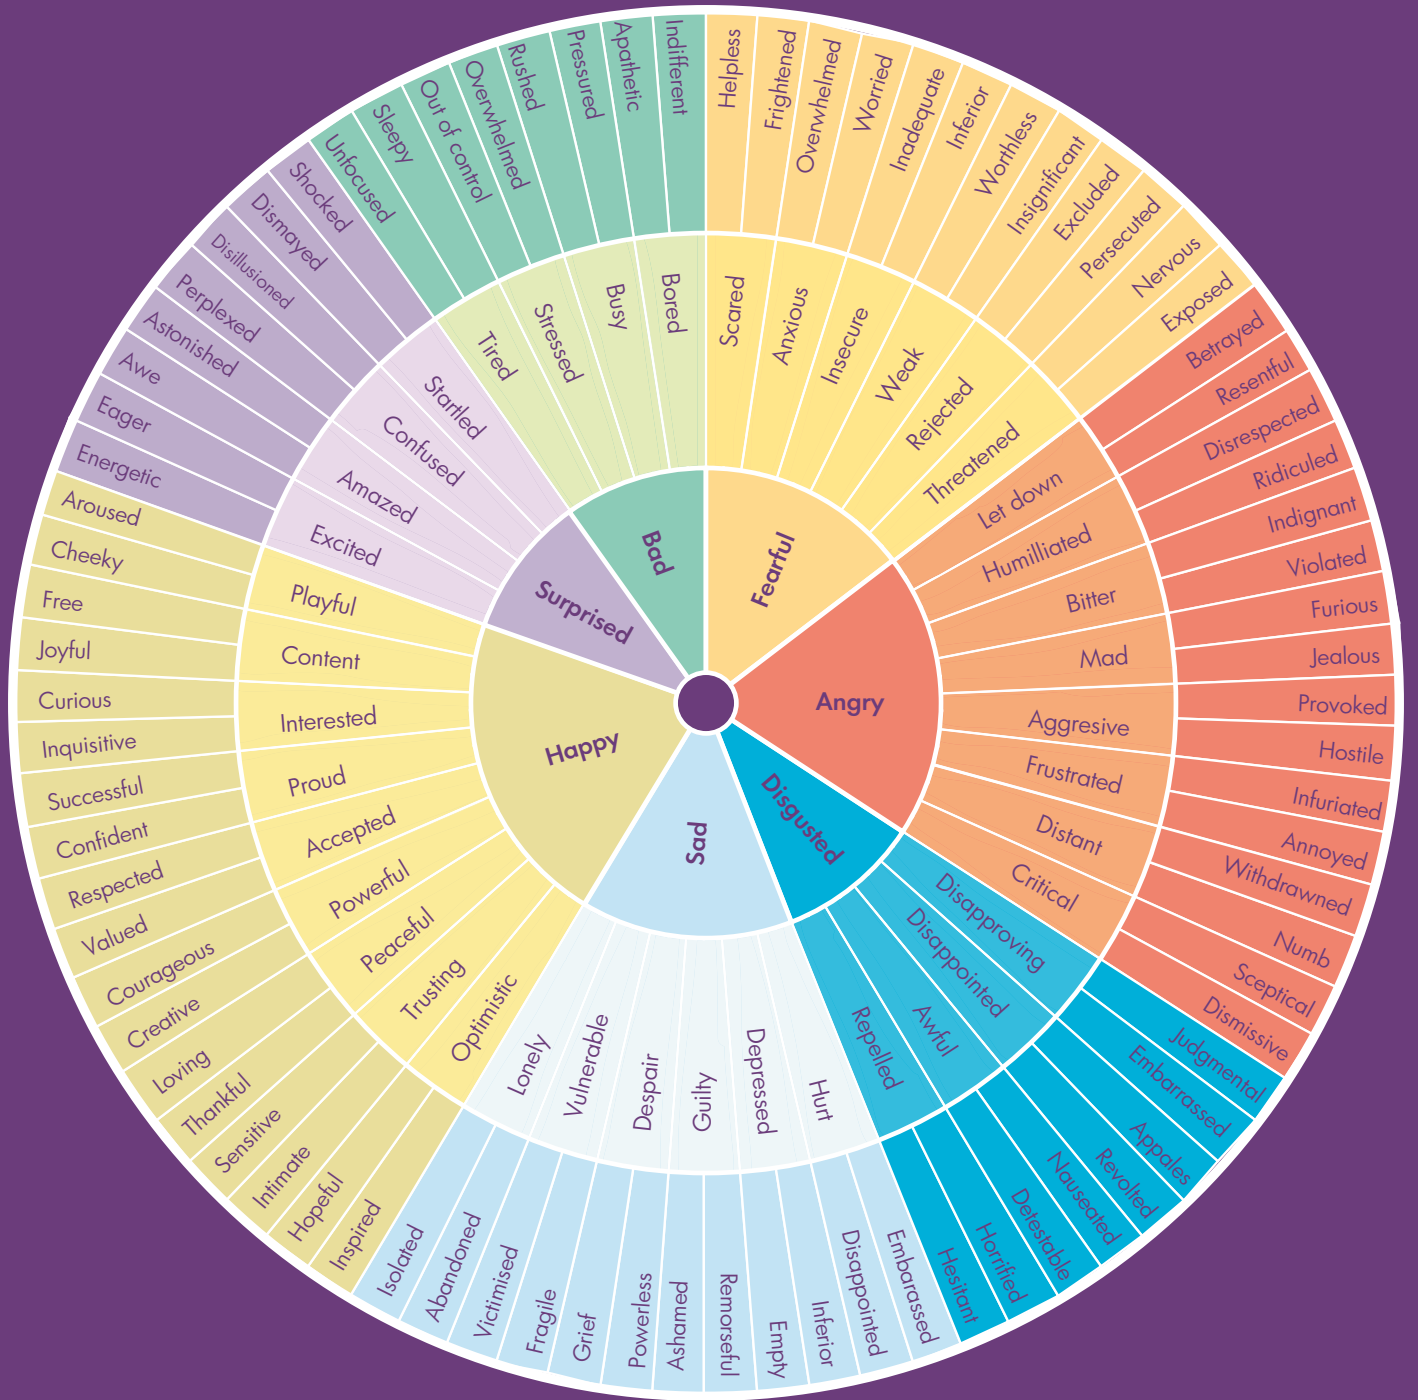 Fearful
Angry
Disgusted
Sad
Happy
Surprised
Bad
Scared
Anxious
Insecure
Weak
Rejected
Threatened
Let down
Humilliated
Bitter
Mad
Aggresive
Frustrated
Distant
Critical
Disapproving
Disappointed
Awful
Repelled
Hurt
Depressed
Guilty
Despair
Vulnerable
Lonely
Optimistic
Trusting
Peaceful
Powerful
Accepted
Proud
Interested
Content
Playful
Excited
Amazed
Confused
Startled
Tired
Stressed
Busy
Bored
Helpless
Frightened
Overwhelmed
Worried
Inadequate
Inferior
Worthless
Insignificant
Excluded
Persecuted
Nervous
Exposed
Betrayed
Resentful
Disrespected
Ridiculed
Indignant
Violated
Furious
Jealous
Provoked
Hostile
Infuriated
Annoyed
Withdrawned
Numb
Sceptical
Dismissive
Judgmental
Embarrassed
Appales
Revolted
Nauseated
Detestable
Horrified
Hesitant
Embarassed
Disappointed
Inferior
Empty
Remorseful
Ashamed
Powerless
Grief
Fragile
Victimised
Abandoned
Isolated
Inspired
Hopeful
Intimate
Sensitive
Thankful
Loving
Creative
Courageous
Valued
Respected
Confident
Successful
Inquisitive
Curious
Joyful
Free
Cheeky
Aroused
Energetic
Eager
Awe
Astonished
Perplexed
Disillusioned
Dismayed
Shocked
Unfocused
Sleepy
Out of control
Overwhelmed
Rushed
Pressured
Apathetic
Indifferent